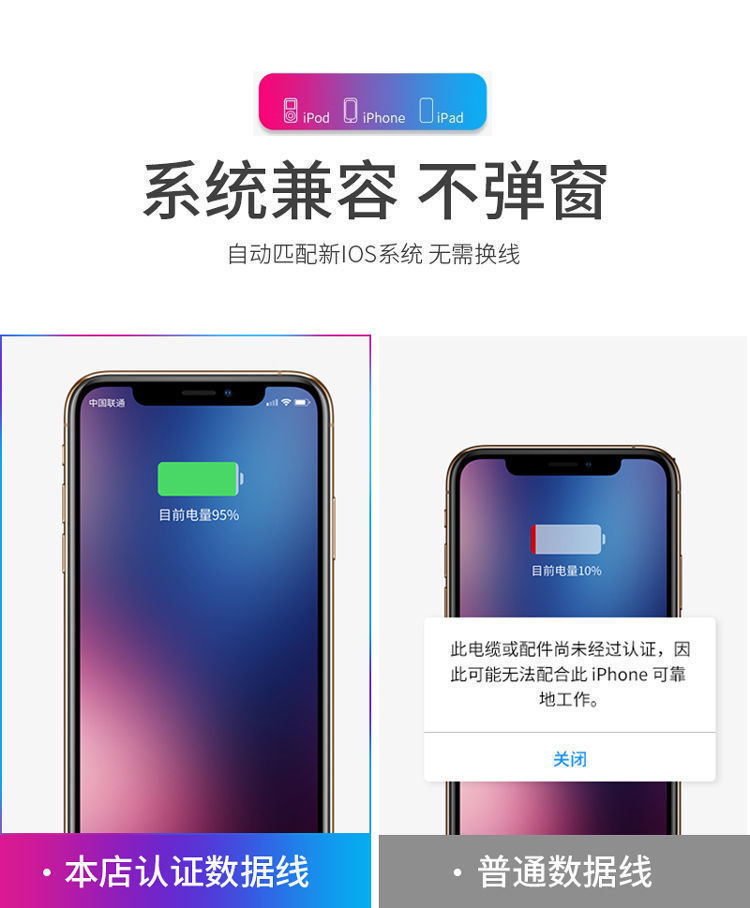 iPod iPhone iPad
系统兼容 不弹窗
自动匹配新IOS系统 无需换线
中国联通
目前电量95%
· 本店认证数据线
目前电量10%
此电缆或配件尚未经过认证，因
此可能无法配合此 iPhone 可靠
地工作。
关闭
· 普通数据线